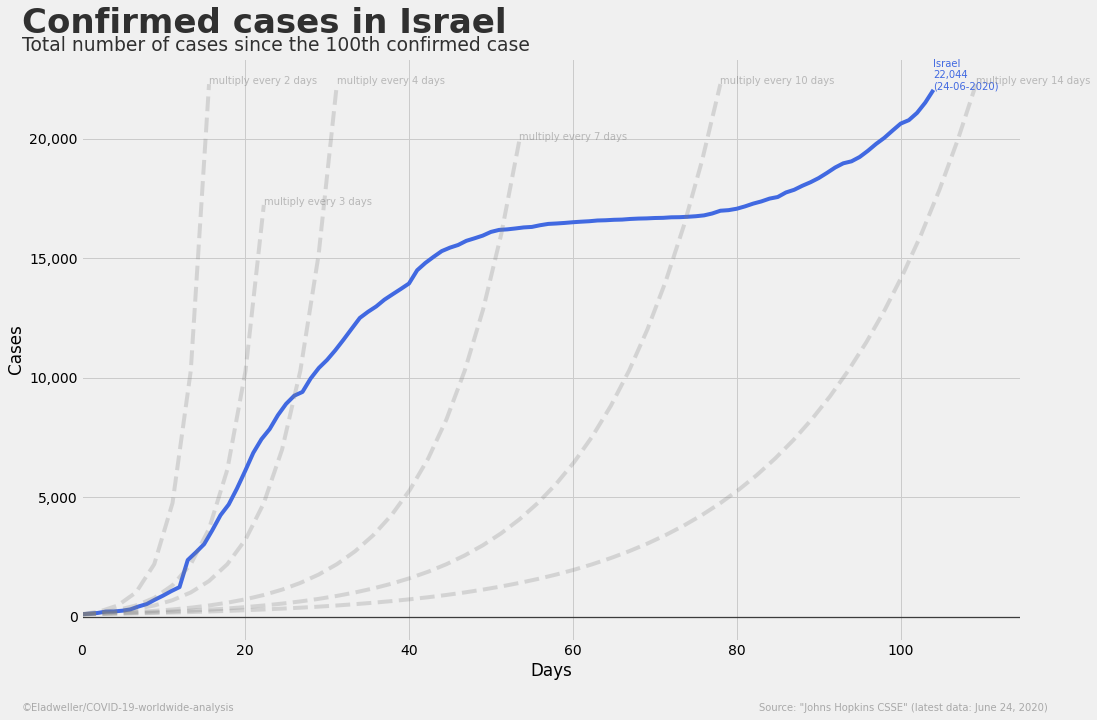 Confirmed cases in Israel
Total number of cases since the 100th confirmed case
Israel
22,044
(24-06-2020)
multiply every 2 days
multiply every 4 days
multiply every 10 days
multiply every 14 days
multiply every 7 days
multiply every 3 days
20,000
15,000
10,000
5,000
0
Cases
0 20 40 60 80 100
Days
©Eladweller/COVID-19-worldwide-analysis
Source: "Johns Hopkins CSSE" (latest data: June 24, 2020)